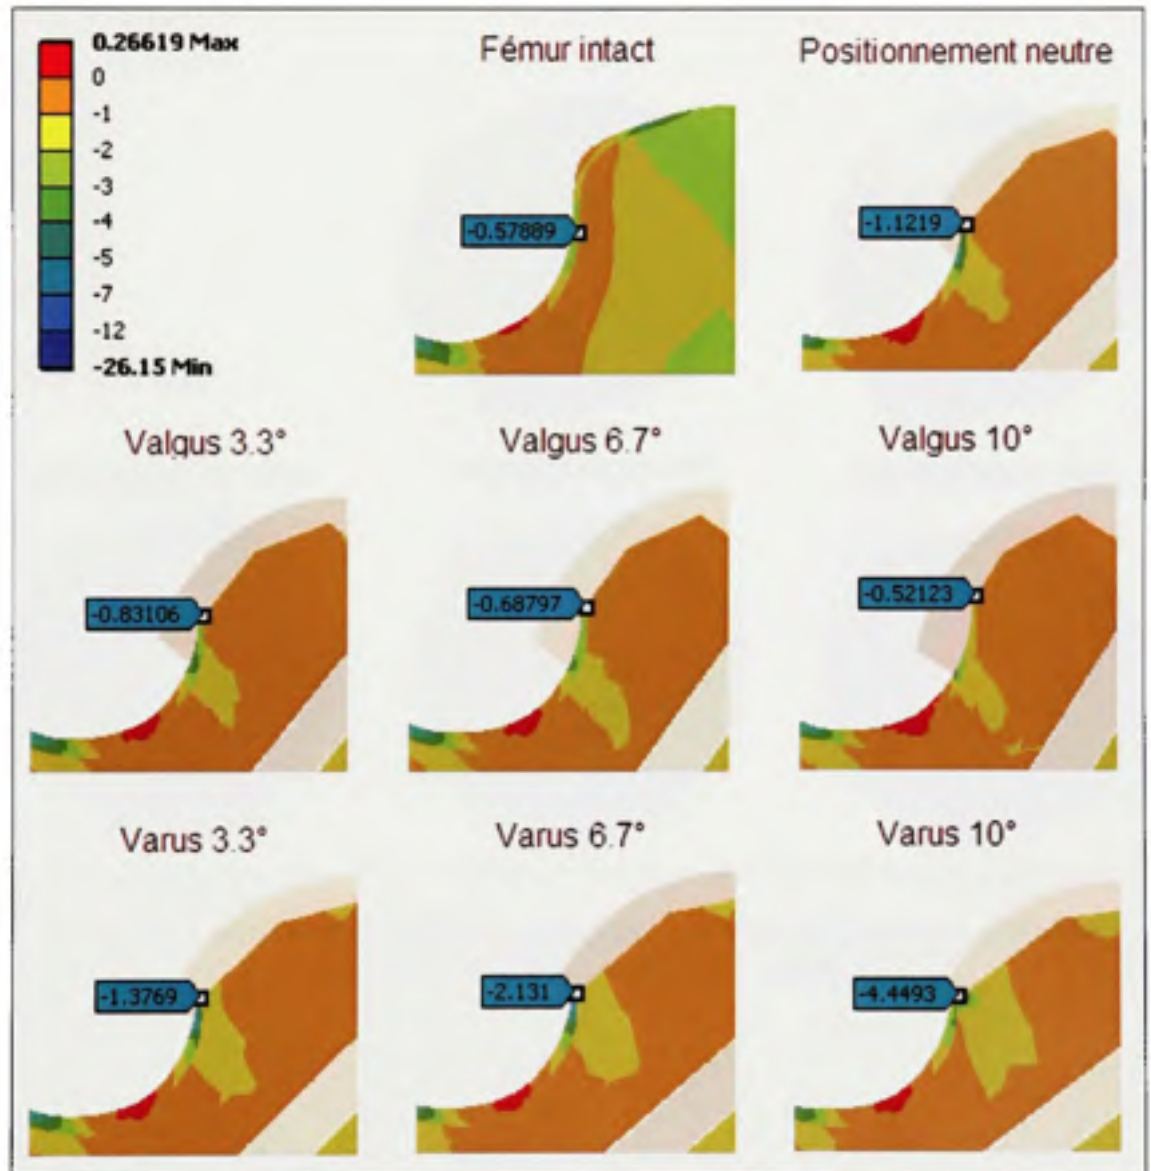 0.26619 Max
0
-1
-2
-3
-4
-5
-7
-12
-26.15 Min
Fémur intact
-0.57889
Positionnement neutre
-1.1219
Valgus 3.3°
-0.83106
Valgus 6.7°
-0.68797
Valgus 10°
-0.52123
Varus 3.3°
-1.3769
Varus 6.7°
-2.131
Varus 10°
-4.4493